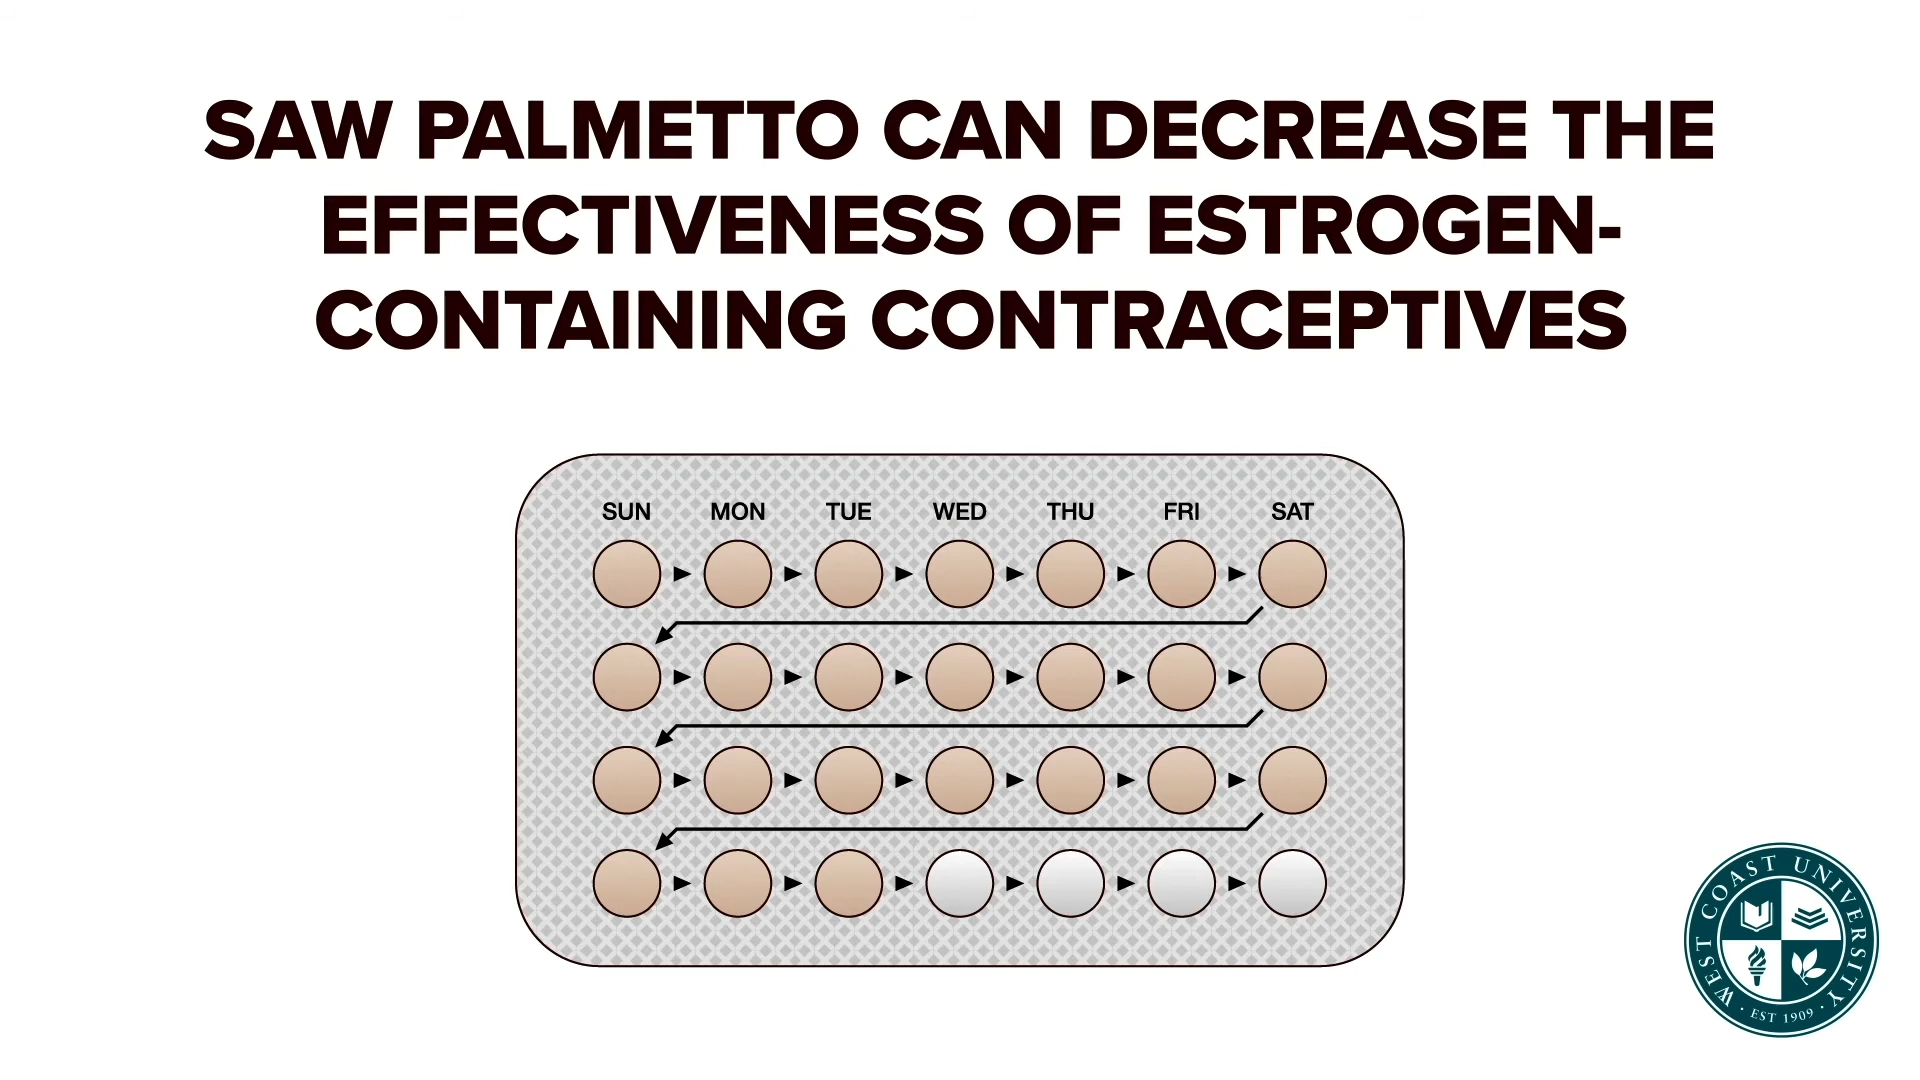 SAW PALMETTO CAN DECREASE THE
EFFECTIVENESS OF ESTROGEN-
CONTAINING CONTRACEPTIVES
SUN MON TUE WED THU FRI SAT
WEST COAST UNIVERSITY
· EST 1909 ·